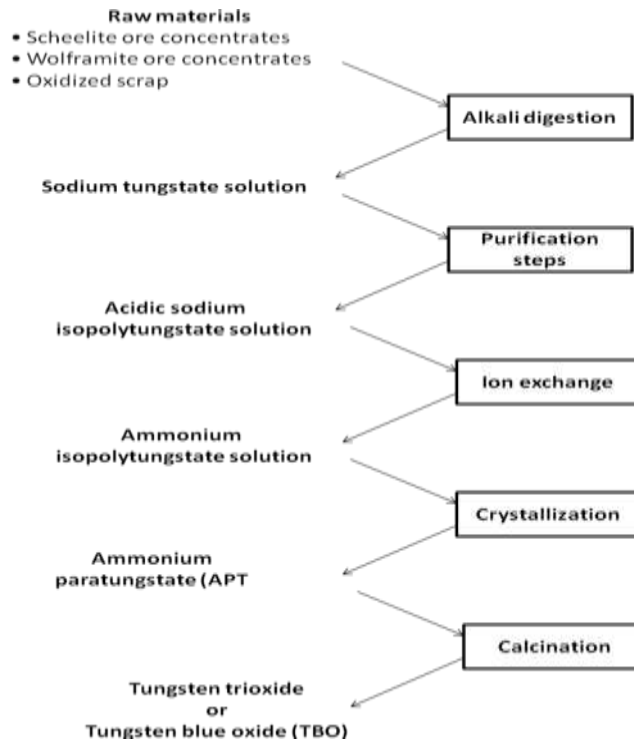 Raw materials
• Scheelite ore concentrates
• Wolframite ore concentrates
• Oxidized scrap
Alkali digestion
Sodium tungstate solution
Purification
steps
Acidic sodium
isopolytungstate solution
Ion exchange
Ammonium
isopolytungstate solution
Crystallization
Ammonium
paratungstate (APT
Calcination
Tungsten trioxide
or
Tungsten blue oxide (TBO)